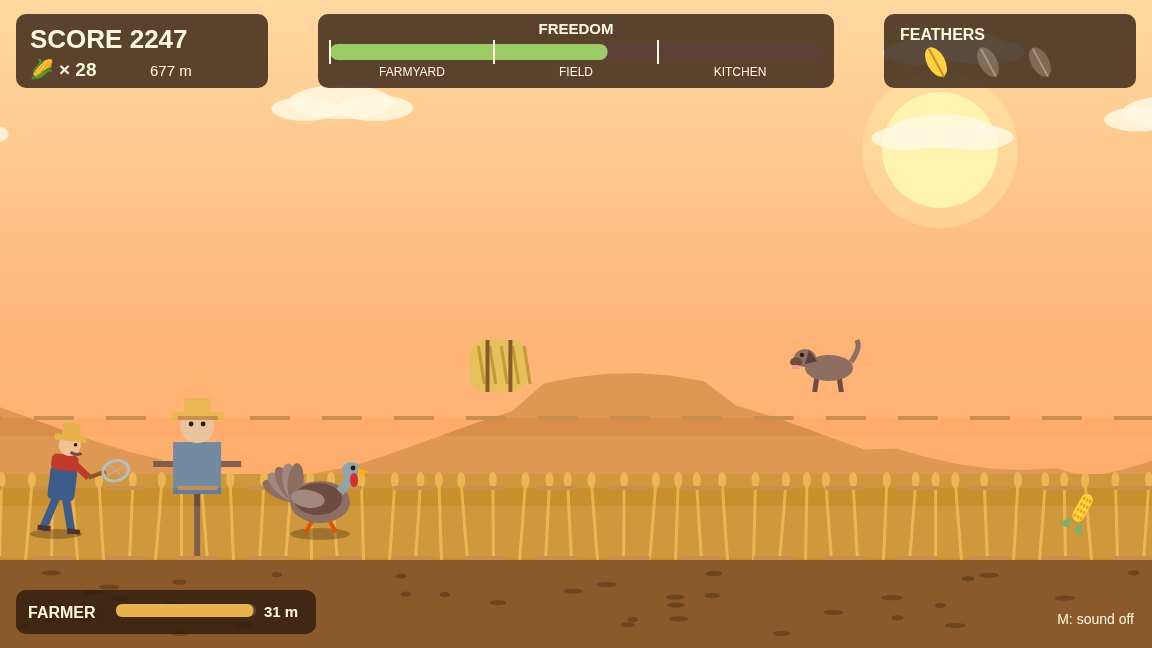 SCORE 2247
🌽 × 28
677 m
FREEDOM
FARMYARD
FIELD
KITCHEN
FEATHERS
FARMER
31 m
M: sound off